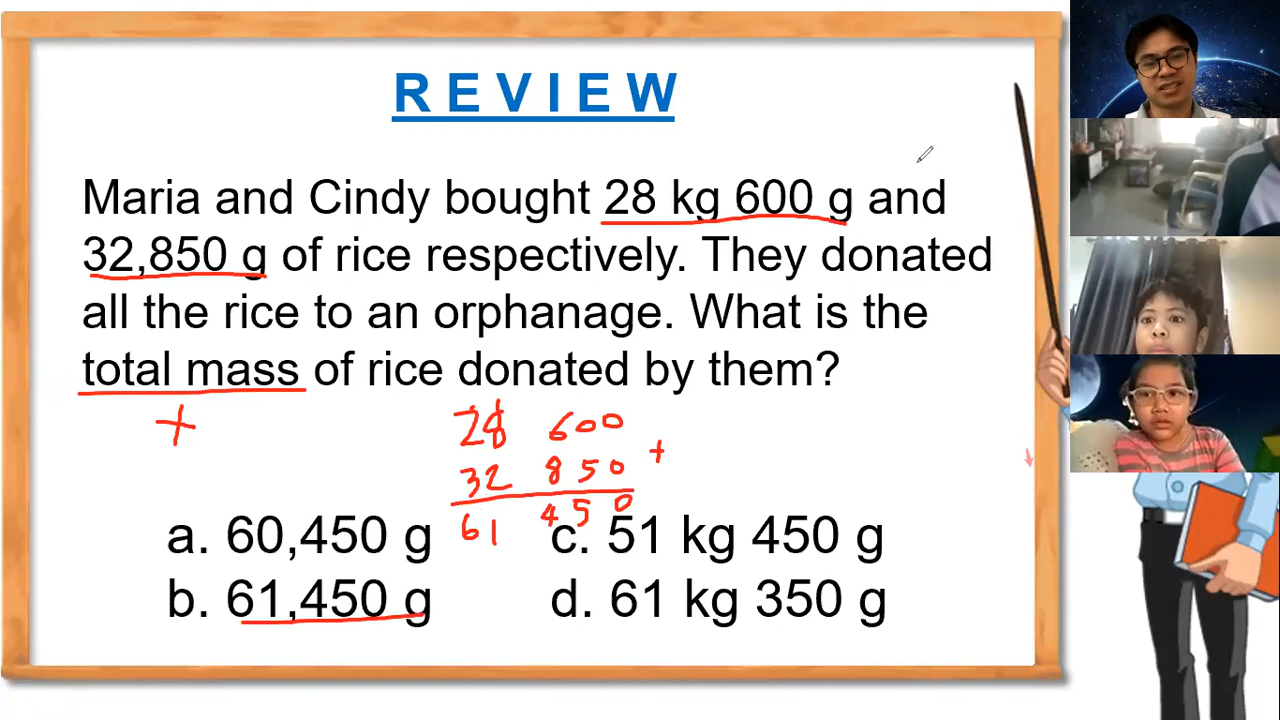 REVIEW
Maria and Cindy bought 28 kg 600 g and
32,850 g of rice respectively. They donated
all the rice to an orphanage. What is the
total mass of rice donated by them?
+
28 600
32 850 +
61 450
a. 60,450 g
c. 51 kg 450 g
b. 61,450 g
d. 61 kg 350 g